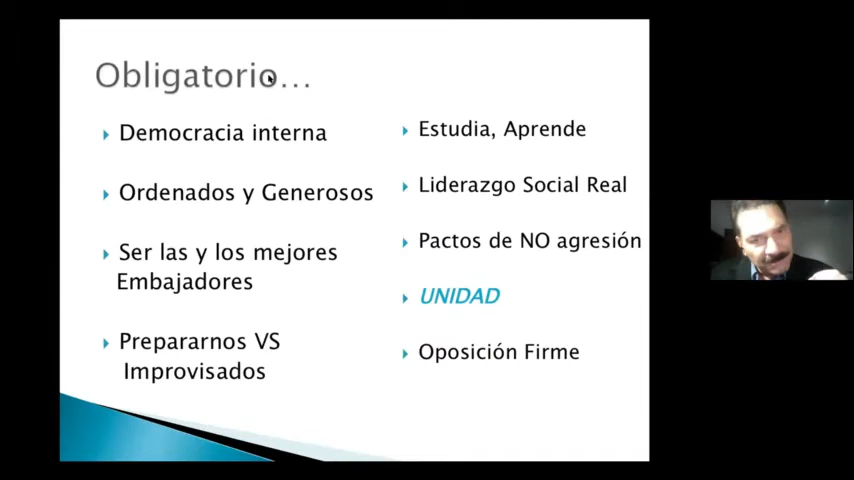 Obligatorio...
Democracia interna
Ordenados y Generosos
Ser las y los mejores
Embajadores
Prepararnos VS
Improvisados
Estudia, Aprende
Liderazgo Social Real
Pactos de NO agresión
UNIDAD
Oposición Firme